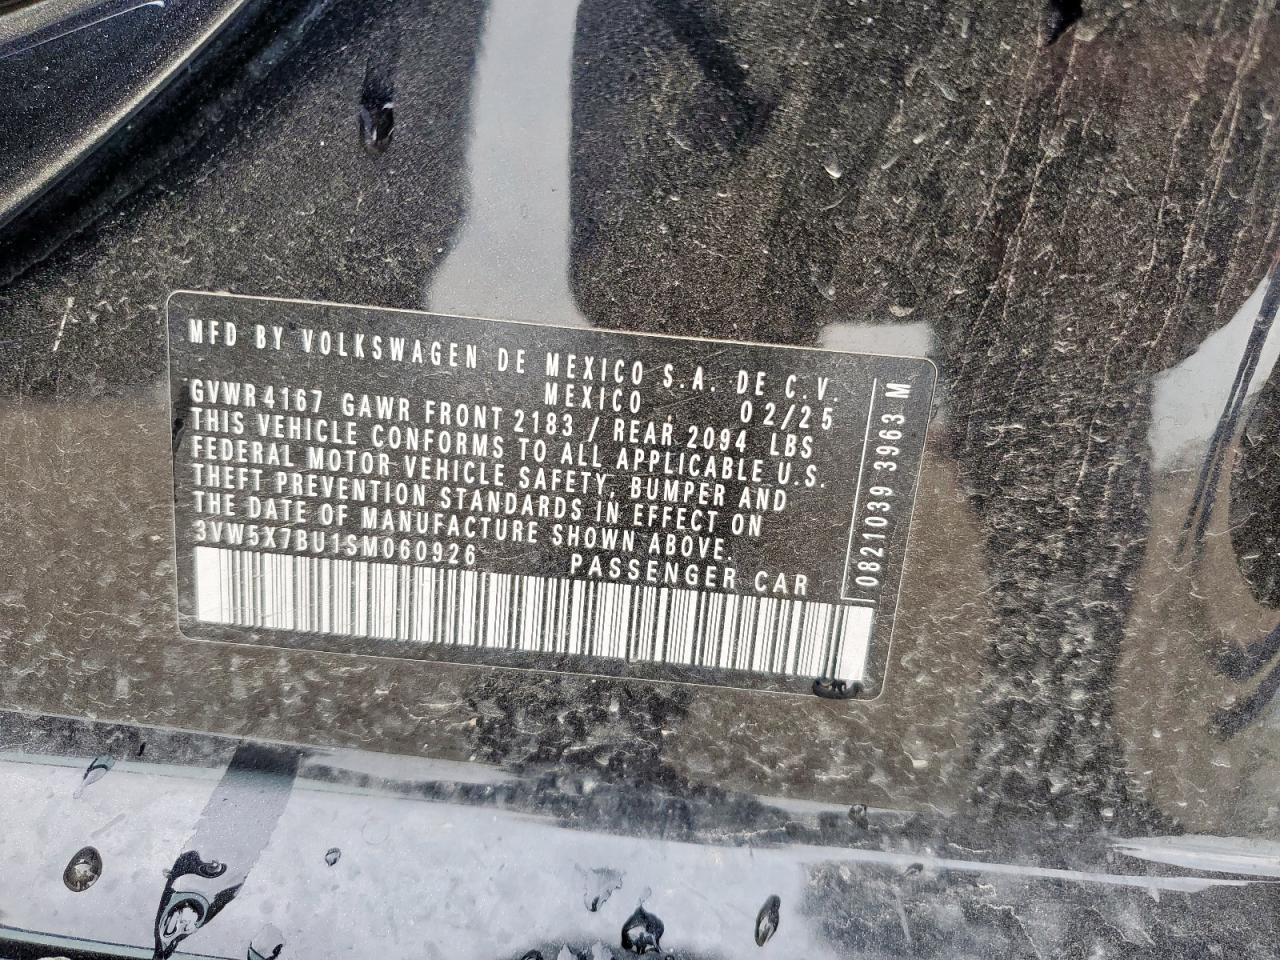 MFD BY VOLKSWAGEN DE MEXICO S.A. DE C.V.
MEXICO . 02/25
GVWR 4167 GAWR FRONT 2183 / REAR 2094 LBS
THIS VEHICLE CONFORMS TO ALL APPLICABLE U.S.
FEDERAL MOTOR VEHICLE SAFETY, BUMPER AND
THEFT PREVENTION STANDARDS IN EFFECT ON
THE DATE OF MANUFACTURE SHOWN ABOVE.
3VW5X7BU1SM060926 PASSENGER CAR
0821039 3963 M